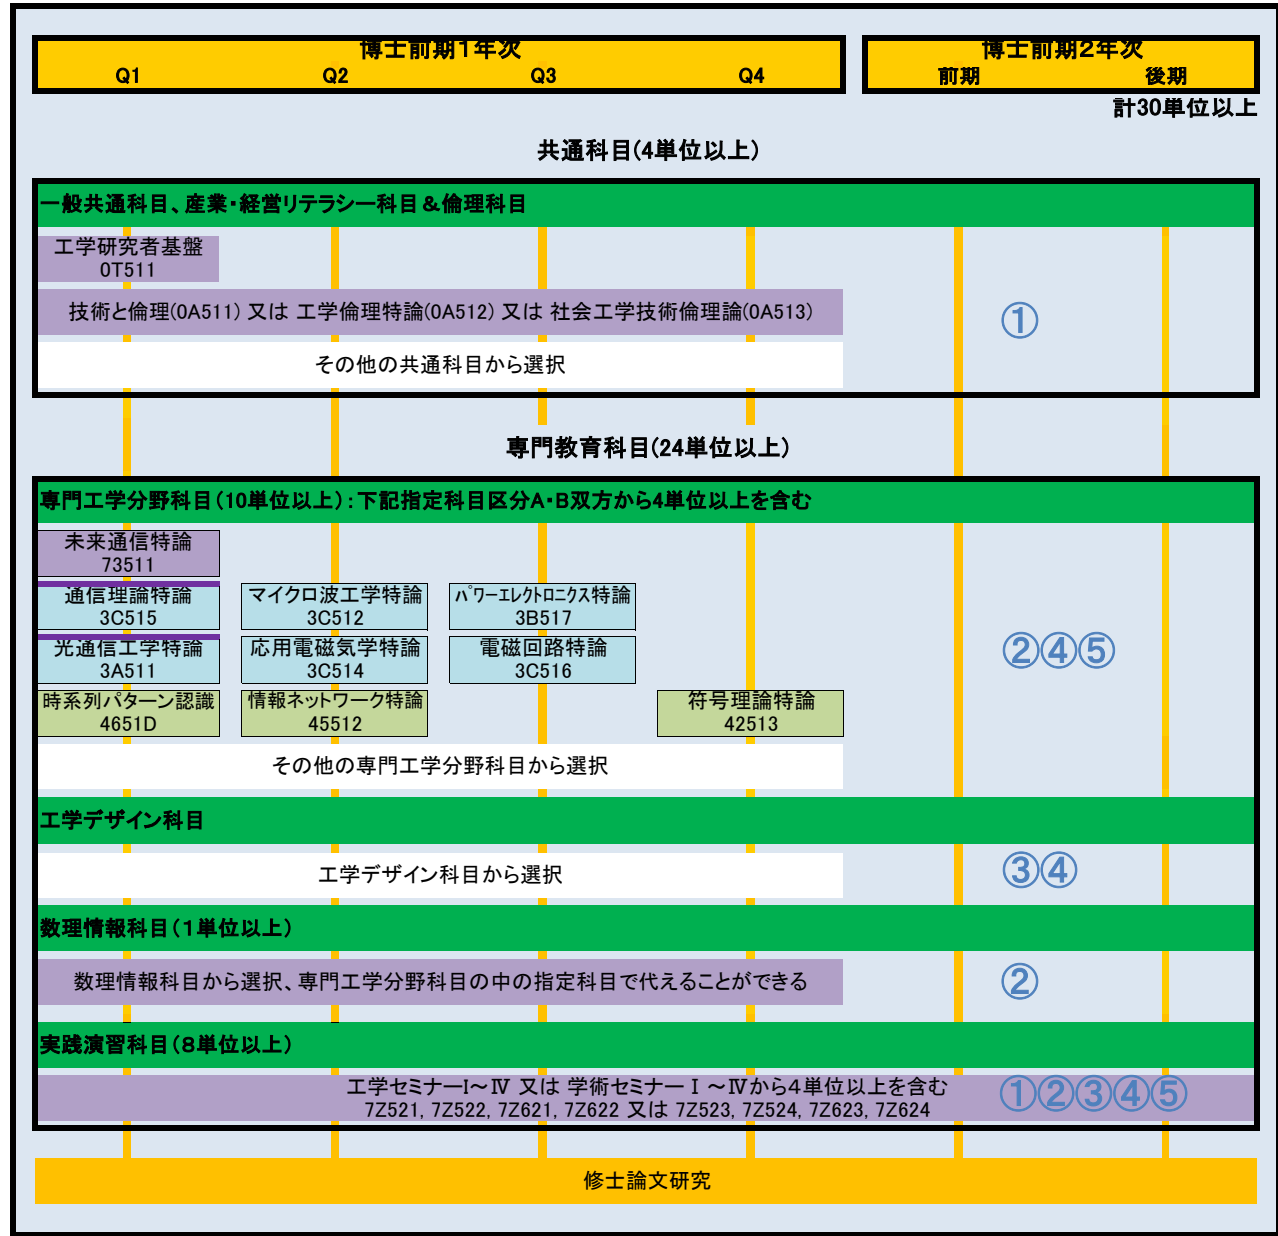 博士前期1年次
博士前期2年次
Q1 Q2 Q3 Q4 前期 後期
計30単位以上
共通科目(4単位以上)
一般共通科目、産業・経営リテラシー科目＆倫理科目
工学研究者基盤
0T511
技術と倫理(0A511) 又は 工学倫理特論(0A512) 又は 社会工学技術倫理論(0A513)
①
その他の共通科目から選択
専門教育科目(24単位以上)
専門工学分野科目（10単位以上）：下記指定科目区分A・B双方から4単位以上を含む
未来通信特論
73511
通信理論特論 マイクロ波工学特論 ﾊﾟﾜｰｴﾚｸﾄﾛﾆｸｽ特論
3C515 3C512 3B517
光通信工学特論 応用電磁気学特論 電磁回路特論
3A511 3C514 3C516
②④⑤
時系列パターン認識 情報ネットワーク特論 符号理論特論
4651D 45512 42513
その他の専門工学分野科目から選択
工学デザイン科目
工学デザイン科目から選択
③④
数理情報科目（１単位以上）
数理情報科目から選択、専門工学分野科目の中の指定科目で代えることができる
②
実践演習科目（８単位以上）
工学セミナーI～Ⅳ 又は 学術セミナー Ⅰ ～Ⅳから４単位以上を含む
7Z521, 7Z522, 7Z621, 7Z622 又は 7Z523, 7Z524, 7Z623, 7Z624
①②③④⑤
修士論文研究